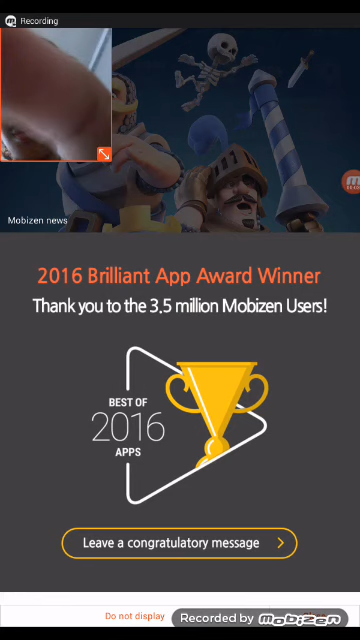 Recording
Mobizen news
2016 Brilliant App Award Winner
Thank you to the 3.5 million Mobizen Users!
BEST OF
2016
APPS
Leave a congratulatory message
Do not display
Recorded by MOBIZEN